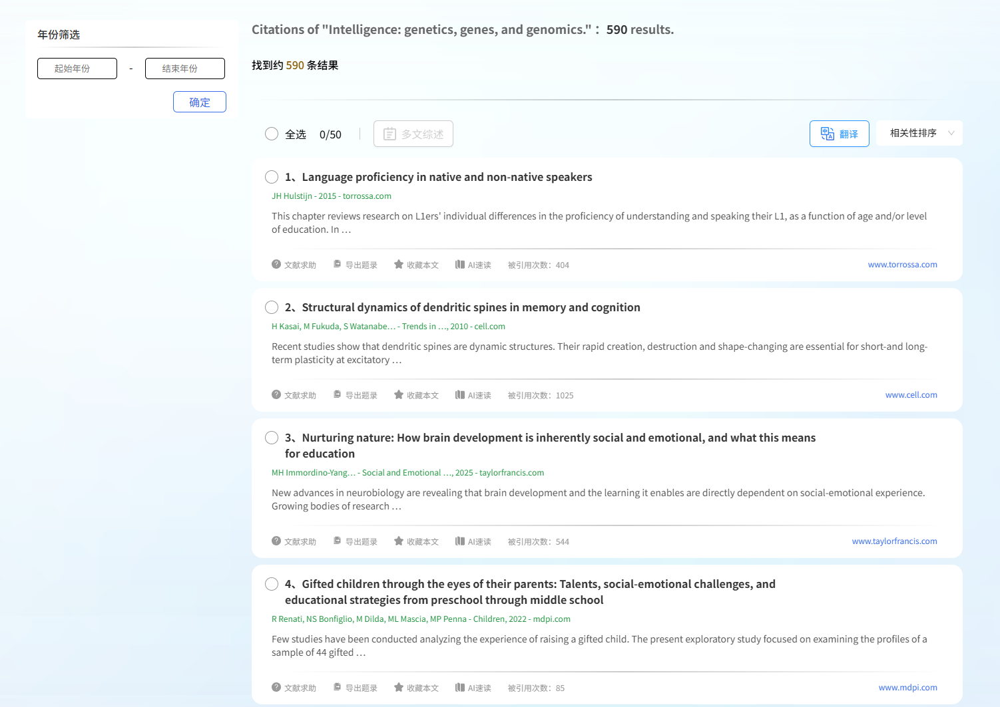 年份筛选
起始年份 - 结束年份
确定
Citations of "Intelligence: genetics, genes, and genomics."： 590 results.
找到约 590 条结果
全选 0/50 多文综述 翻译 相关性排序
1、Language proficiency in native and non-native speakers
JH Hulstijn - 2015 - torrossa.com
This chapter reviews research on L1ers' individual differences in the proficiency of understanding and speaking their L1, as a function of age and/or level
of education. In …
文献求助 导出题录 收藏本文 AI速读 被引用次数：404 www.torrossa.com
2、Structural dynamics of dendritic spines in memory and cognition
H Kasai, M Fukuda, S Watanabe… - Trends in …, 2010 - cell.com
Recent studies show that dendritic spines are dynamic structures. Their rapid creation, destruction and shape-changing are essential for short-and long-
term plasticity at excitatory …
文献求助 导出题录 收藏本文 AI速读 被引用次数：1025 www.cell.com
3、Nurturing nature: How brain development is inherently social and emotional, and what this means
for education
MH Immordino-Yang… - Social and Emotional …, 2025 - taylorfrancis.com
New advances in neurobiology are revealing that brain development and the learning it enables are directly dependent on social-emotional experience.
Growing bodies of research …
文献求助 导出题录 收藏本文 AI速读 被引用次数：544 www.taylorfrancis.com
4、Gifted children through the eyes of their parents: Talents, social-emotional challenges, and
educational strategies from preschool through middle school
R Renati, NS Bonfiglio, M Dilda, ML Mascia, MP Penna - Children, 2022 - mdpi.com
Few studies have been conducted analyzing the experience of raising a gifted child. The present exploratory study focused on examining the profiles of a
sample of 44 gifted …
文献求助 导出题录 收藏本文 AI速读 被引用次数：85 www.mdpi.com